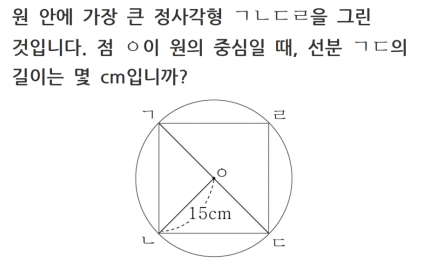 원 안에 가장 큰 정사각형 ㄱㄴㄷㄹ을 그린
것입니다. 점 ㅇ이 원의 중심일 때, 선분 ㄱㄷ의
길이는 몇 cm입니까?
ㄱ ㄹ
ㅇ
15cm
ㄴ ㄷ